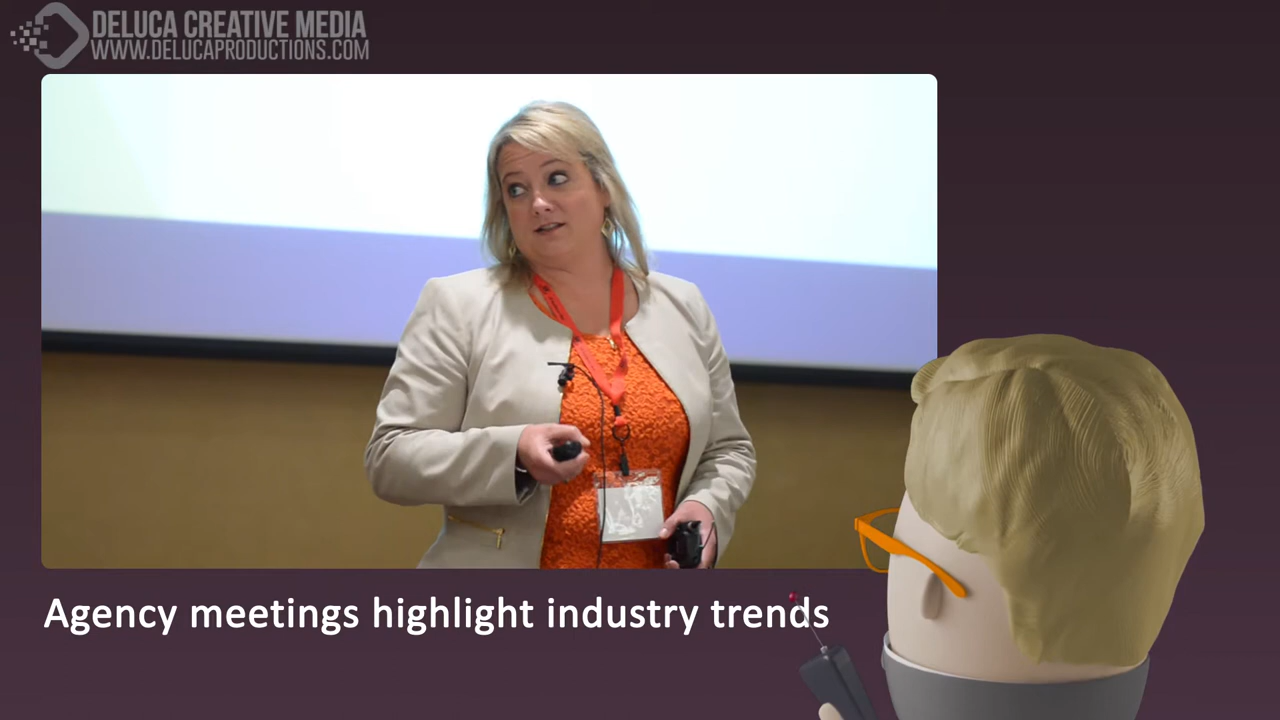 DELUCA CREATIVE MEDIA
WWW.DELUCAPRODUCTIONS.COM
Agency meetings highlight industry trends